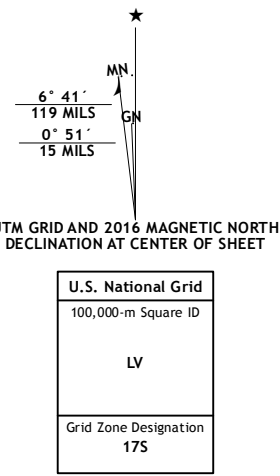 ★
MN.
6° 41´
119 MILS
GN
0° 51´
15 MILS
UTM GRID AND 2016 MAGNETIC NORTH
DECLINATION AT CENTER OF SHEET
U.S. National Grid
100,000-m Square ID
LV
Grid Zone Designation
17S